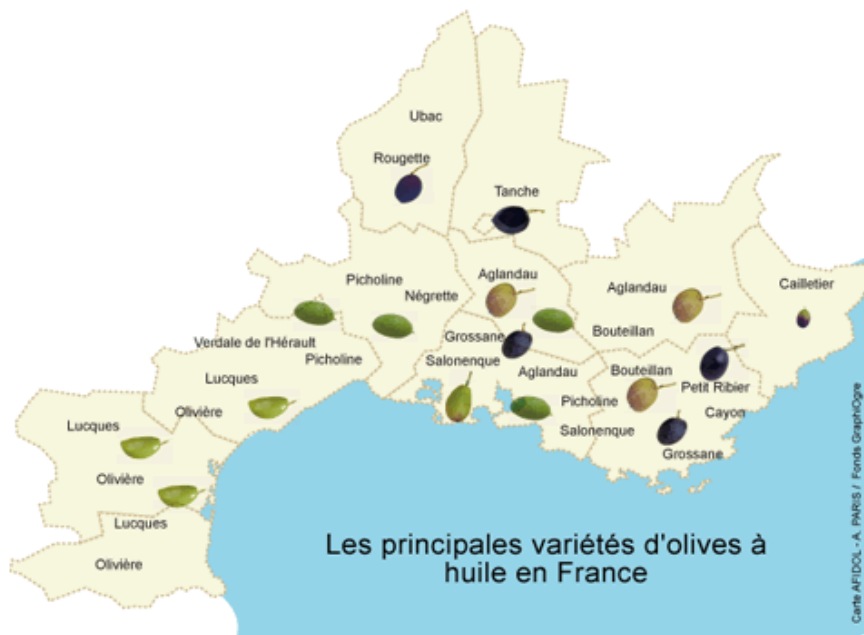 Ubac
Rougette
Tanche
Picholine
Négrette
Aglandau
Aglandau
Bouteillan
Cailletier
Verdale de l'Hérault
Picholine
Grossane
Salonenque
Aglandau
Picholine
Salonenque
Bouteillan
Petit Ribier
Cayon
Grossane
Lucques
Olivière
Lucques
Olivière
Lucques
Olivière
Les principales variétés d'olives à
huile en France
Carte AFIDOL - A. PARIS / Fonds Graph'Ogre